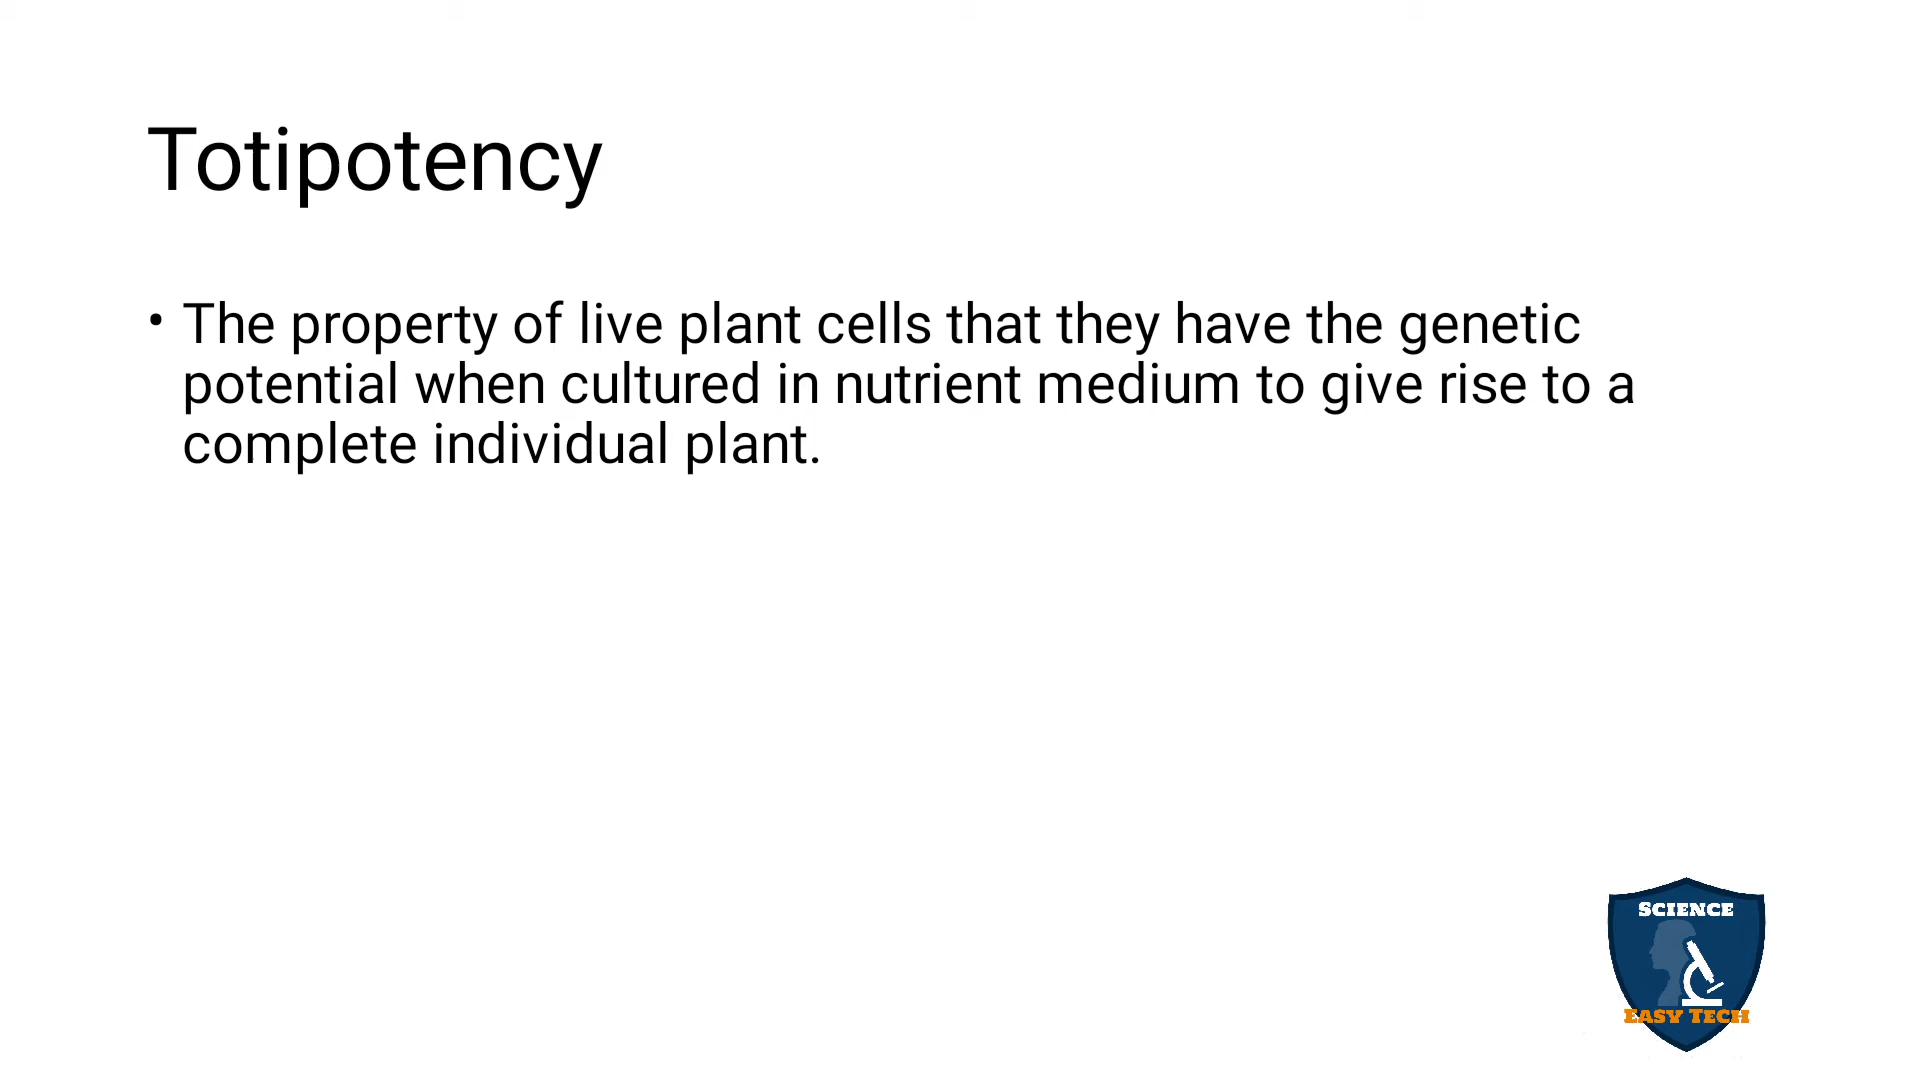 Totipotency
• The property of live plant cells that they have the genetic
potential when cultured in nutrient medium to give rise to a
complete individual plant.
SCIENCE
EASY TECH